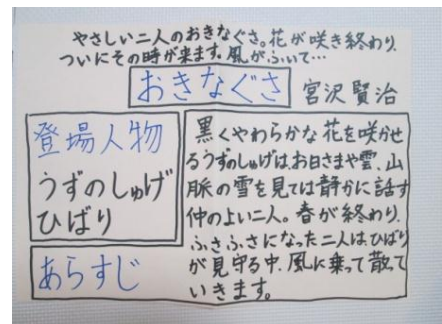 やさしい二人のおきなぐさ。花が咲き終わり、
ついにその時が来ます。風がふいて…
おきなぐさ
宮沢賢治
登場人物
うずのしゅげ
ひばり
あらすじ
黒くやわらかな花を咲かせ
るうずのしゅげは、お日さまや雲、山
脈の雪を見ては静かに話す
仲のよい二人。春が終わり、
ふさふさになった二人は、ひばり
が見守る中、風に乗って散って
いきます。